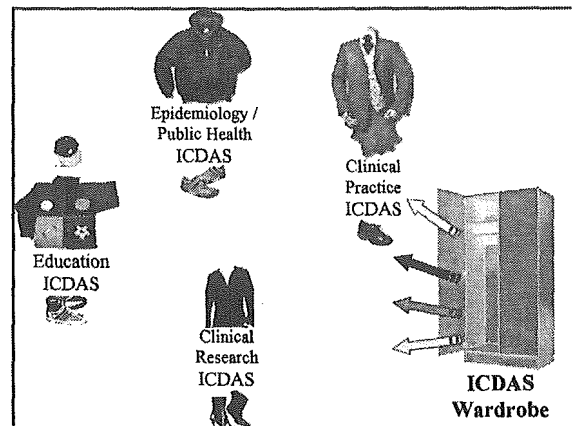 Epidemiology /
Public Health
ICDAS
Clinical
Practice
ICDAS
Education
ICDAS
Clinical
Research
ICDAS
ICDAS
Wardrobe